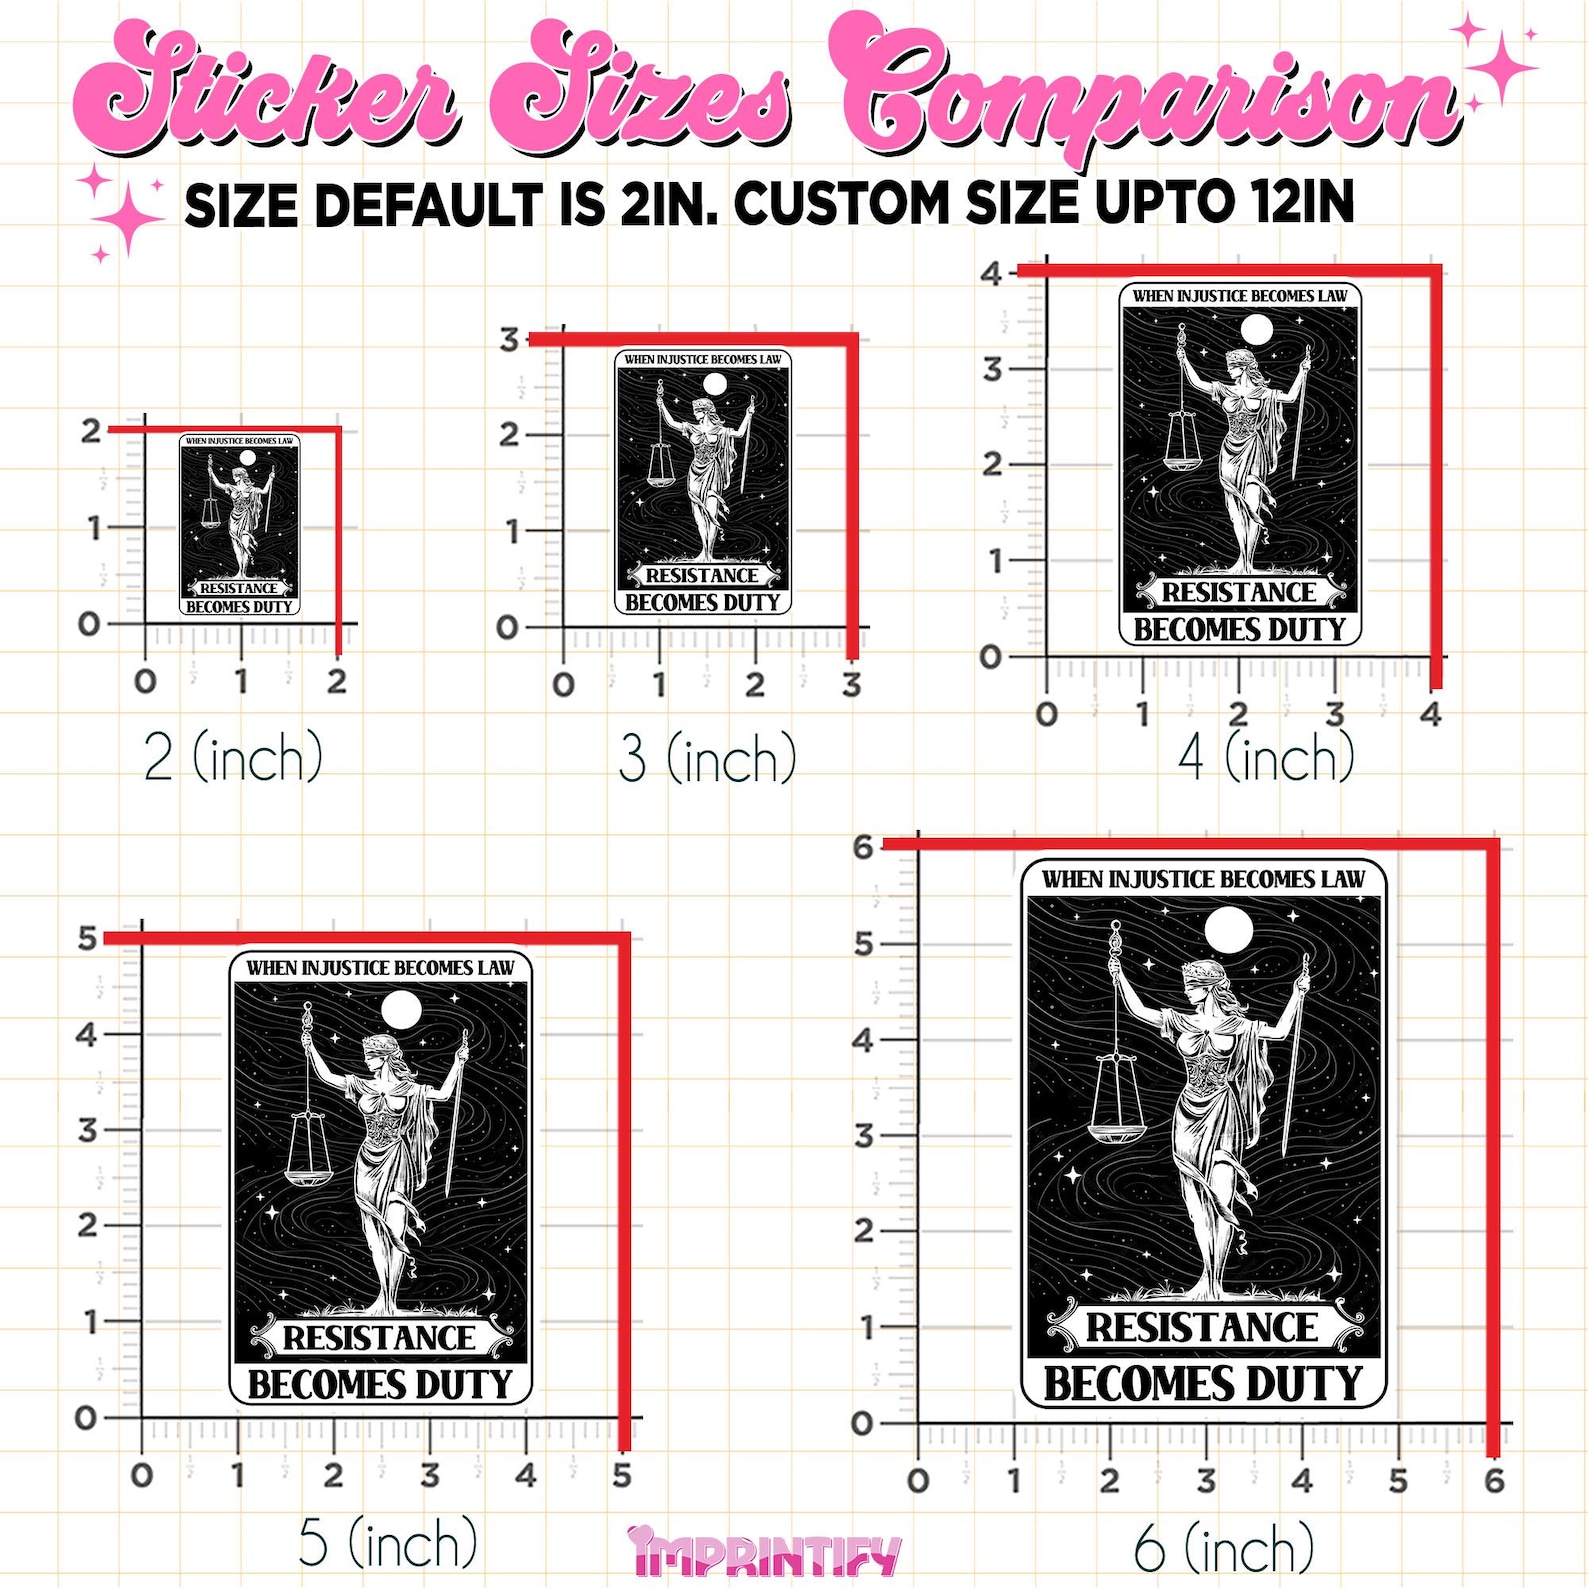 Sticker Sizes Comparison
SIZE DEFAULT IS 2IN. CUSTOM SIZE UPTO 12IN
2
1
0
WHEN INJUSTICE BECOMES LAW
RESISTANCE
BECOMES DUTY
0 1 2
2 (inch)
3
2
1
0
WHEN INJUSTICE BECOMES LAW
RESISTANCE
BECOMES DUTY
0 1 2 3
3 (inch)
4
3
2
1
0
WHEN INJUSTICE BECOMES LAW
RESISTANCE
BECOMES DUTY
0 1 2 3 4
4 (inch)
5
4
3
2
1
0
WHEN INJUSTICE BECOMES LAW
RESISTANCE
BECOMES DUTY
0 1 2 3 4 5
5 (inch)
6
5
4
3
2
1
0
WHEN INJUSTICE BECOMES LAW
RESISTANCE
BECOMES DUTY
0 1 2 3 4 5 6
6 (inch)
IMPRINTIFY